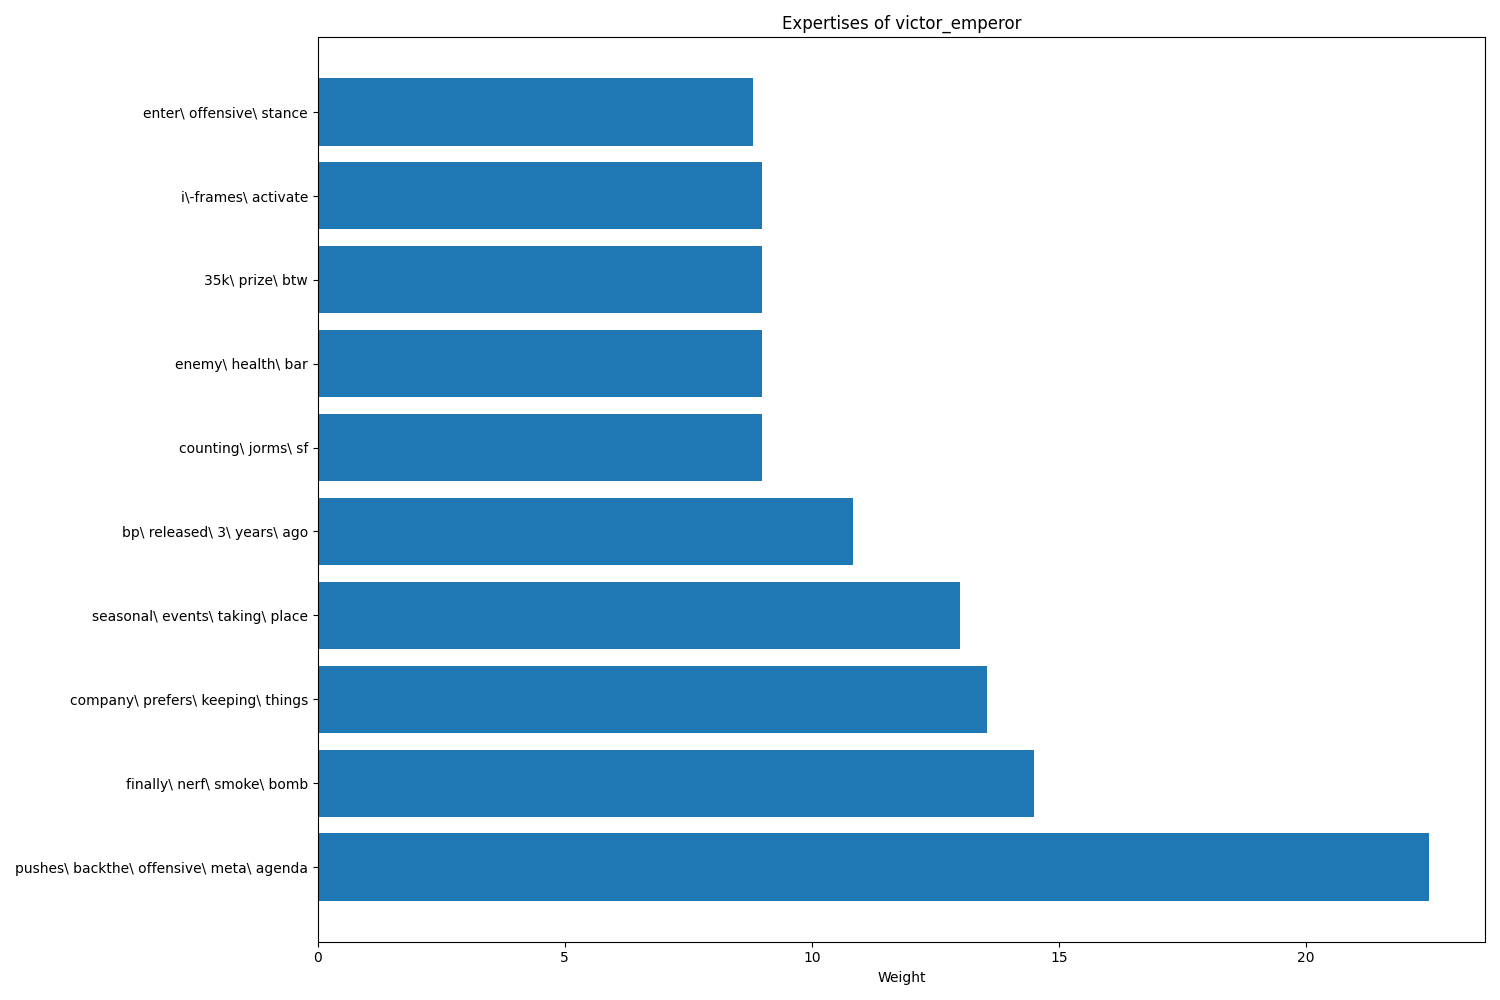 Expertises of victor_emperor
enter\ offensive\ stance
i\-frames\ activate
35k\ prize\ btw
enemy\ health\ bar
counting\ jorms\ sf
bp\ released\ 3\ years\ ago
seasonal\ events\ taking\ place
company\ prefers\ keeping\ things
finally\ nerf\ smoke\ bomb
pushes\ backthe\ offensive\ meta\ agenda
0 5 10 15 20
Weight